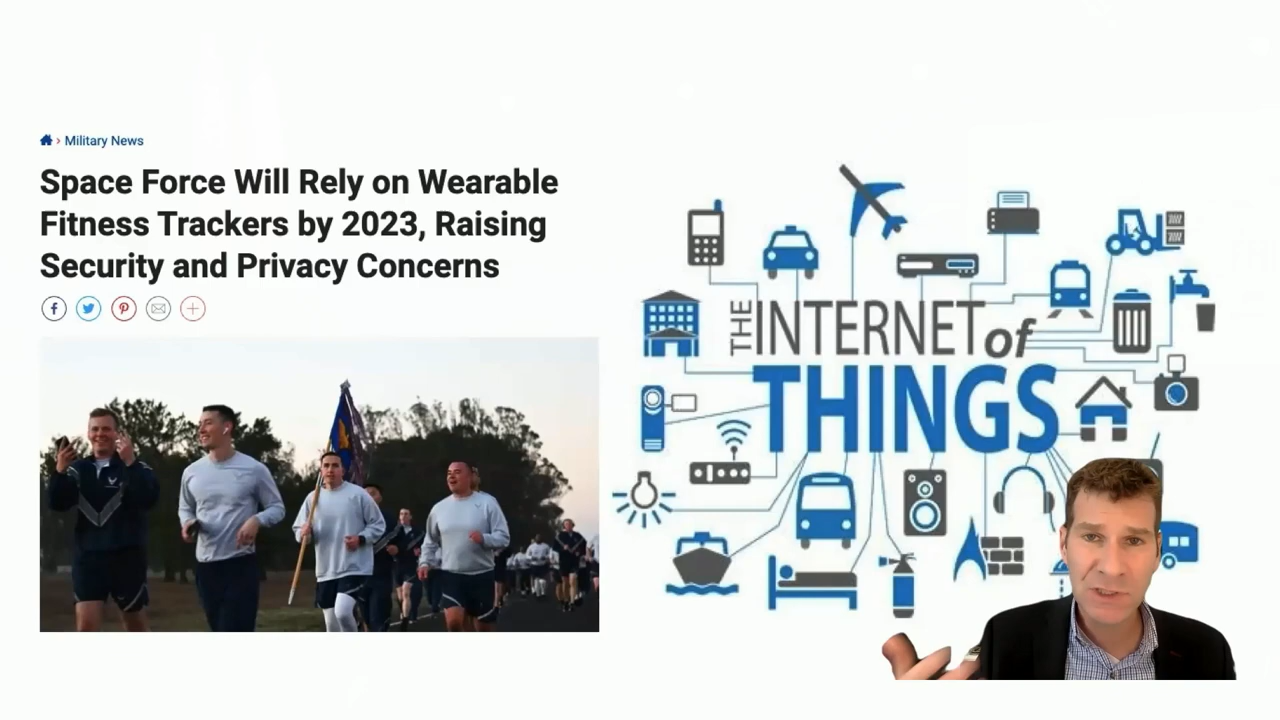 Military News
Space Force Will Rely on Wearable
Fitness Trackers by 2023, Raising
Security and Privacy Concerns
THE INTERNET of
THINGS